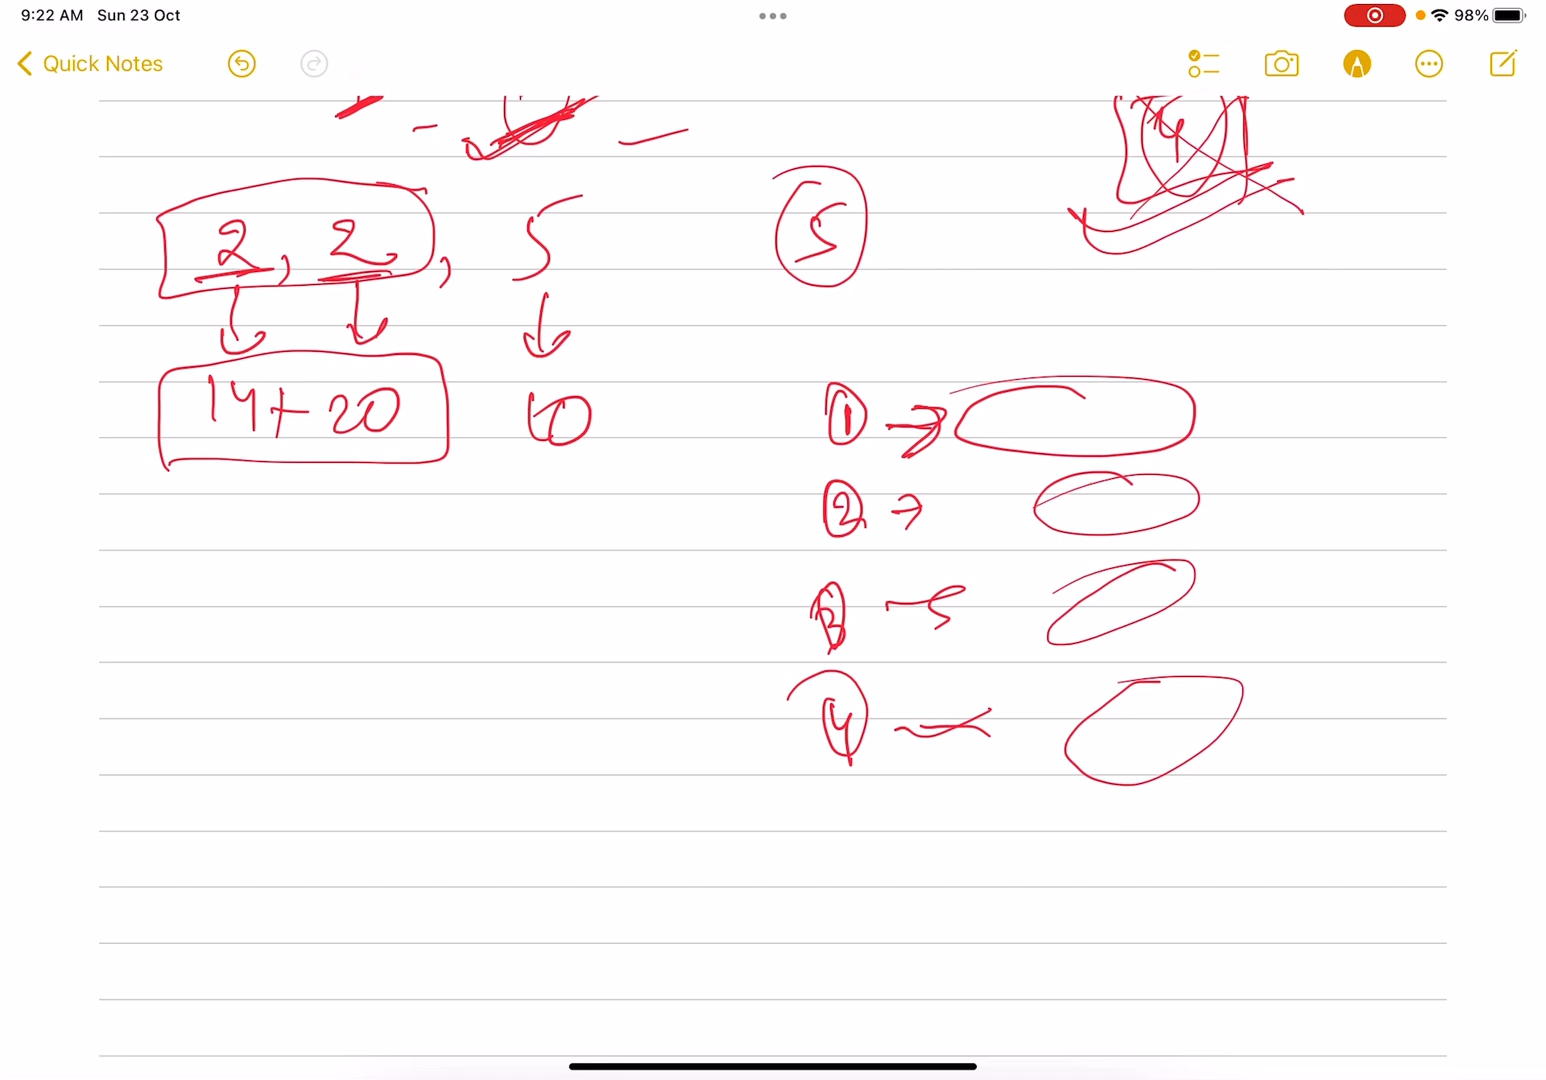 9:22 AM Sun 23 Oct
98%
Quick Notes
4
2, 2, 5
5
14+20 10
1 →
2 →
3
4